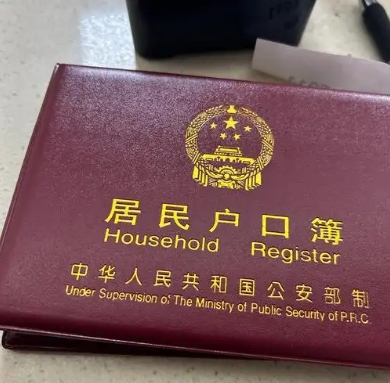 居民户口簿
Household Register
中华人民共和国公安部制
Under Supervision of The Ministry of Public Security of P.R.C.